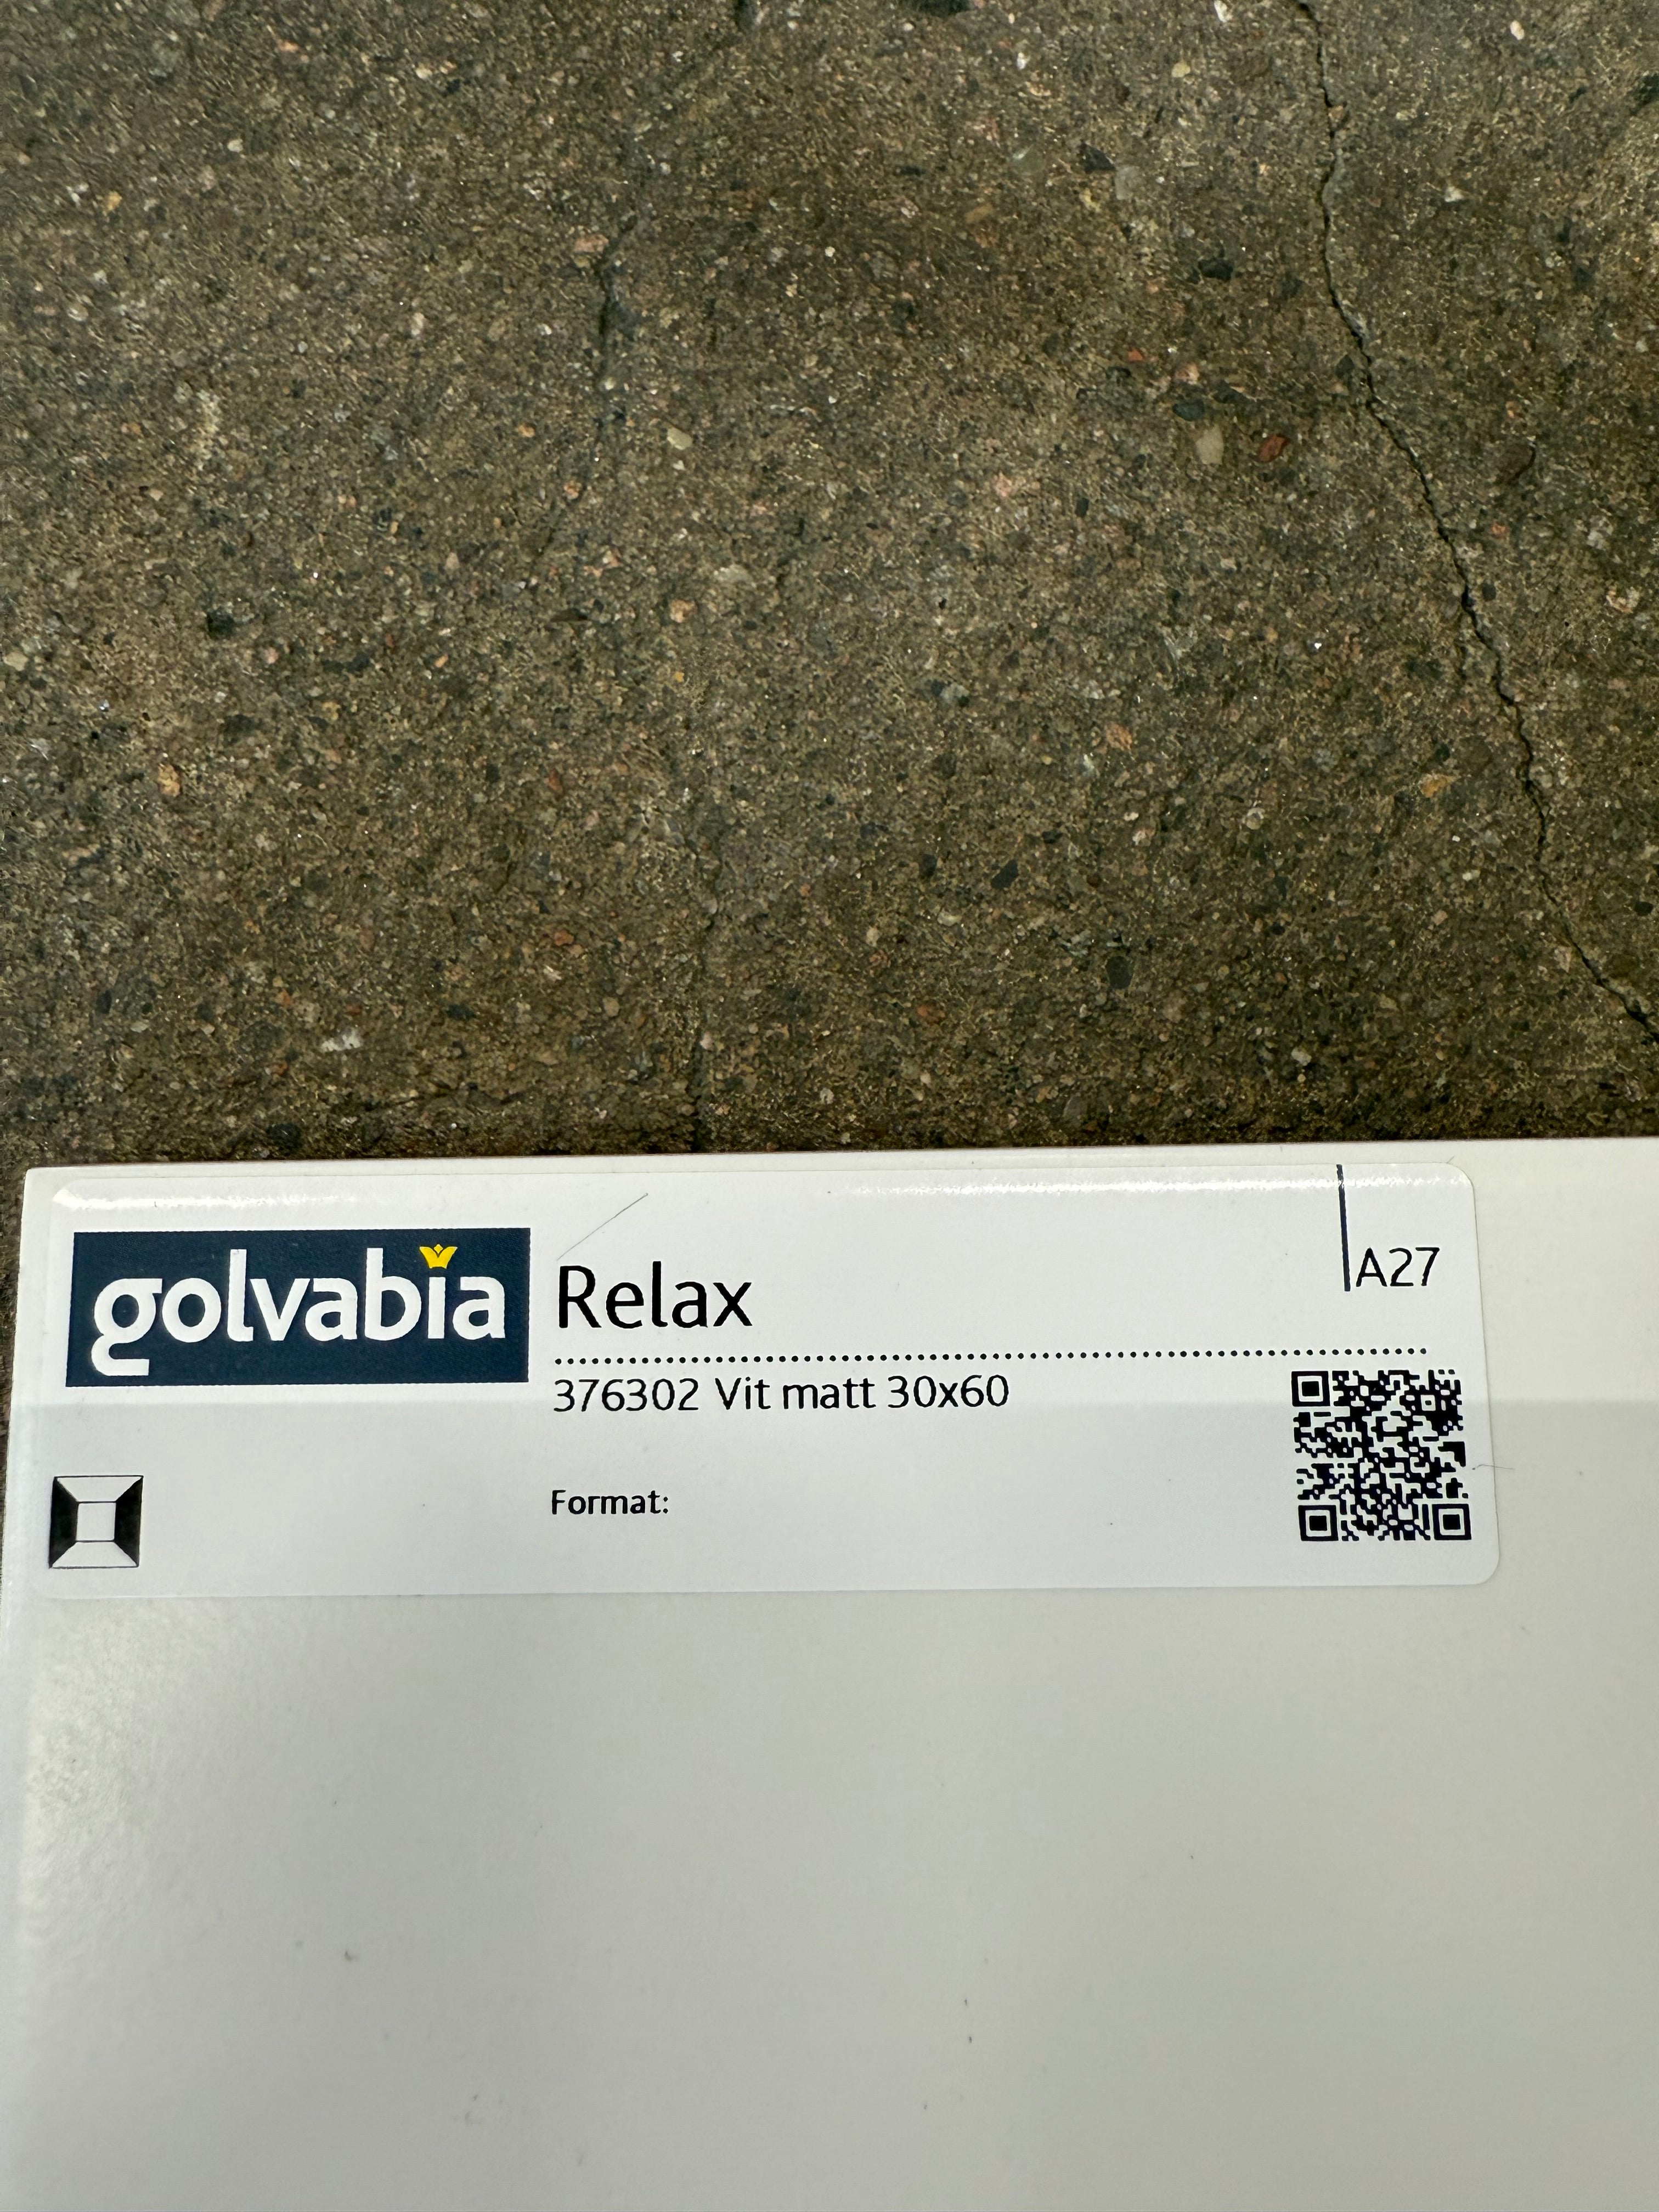 golvabia
Relax
A27
376302 Vit matt 30x60
Format: